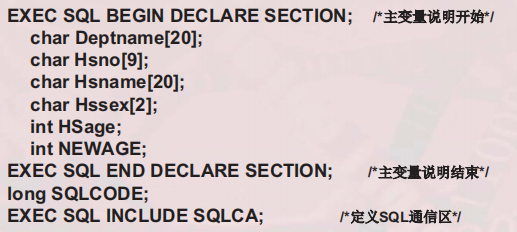 EXEC SQL BEGIN DECLARE SECTION; /*主变量说明开始*/
char Deptname[20];
char Hsno[9];
char Hsname[20];
char Hssex[2];
int HSage;
int NEWAGE;
EXEC SQL END DECLARE SECTION; /*主变量说明结束*/
long SQLCODE;
EXEC SQL INCLUDE SQLCA; /*定义SQL通信区*/